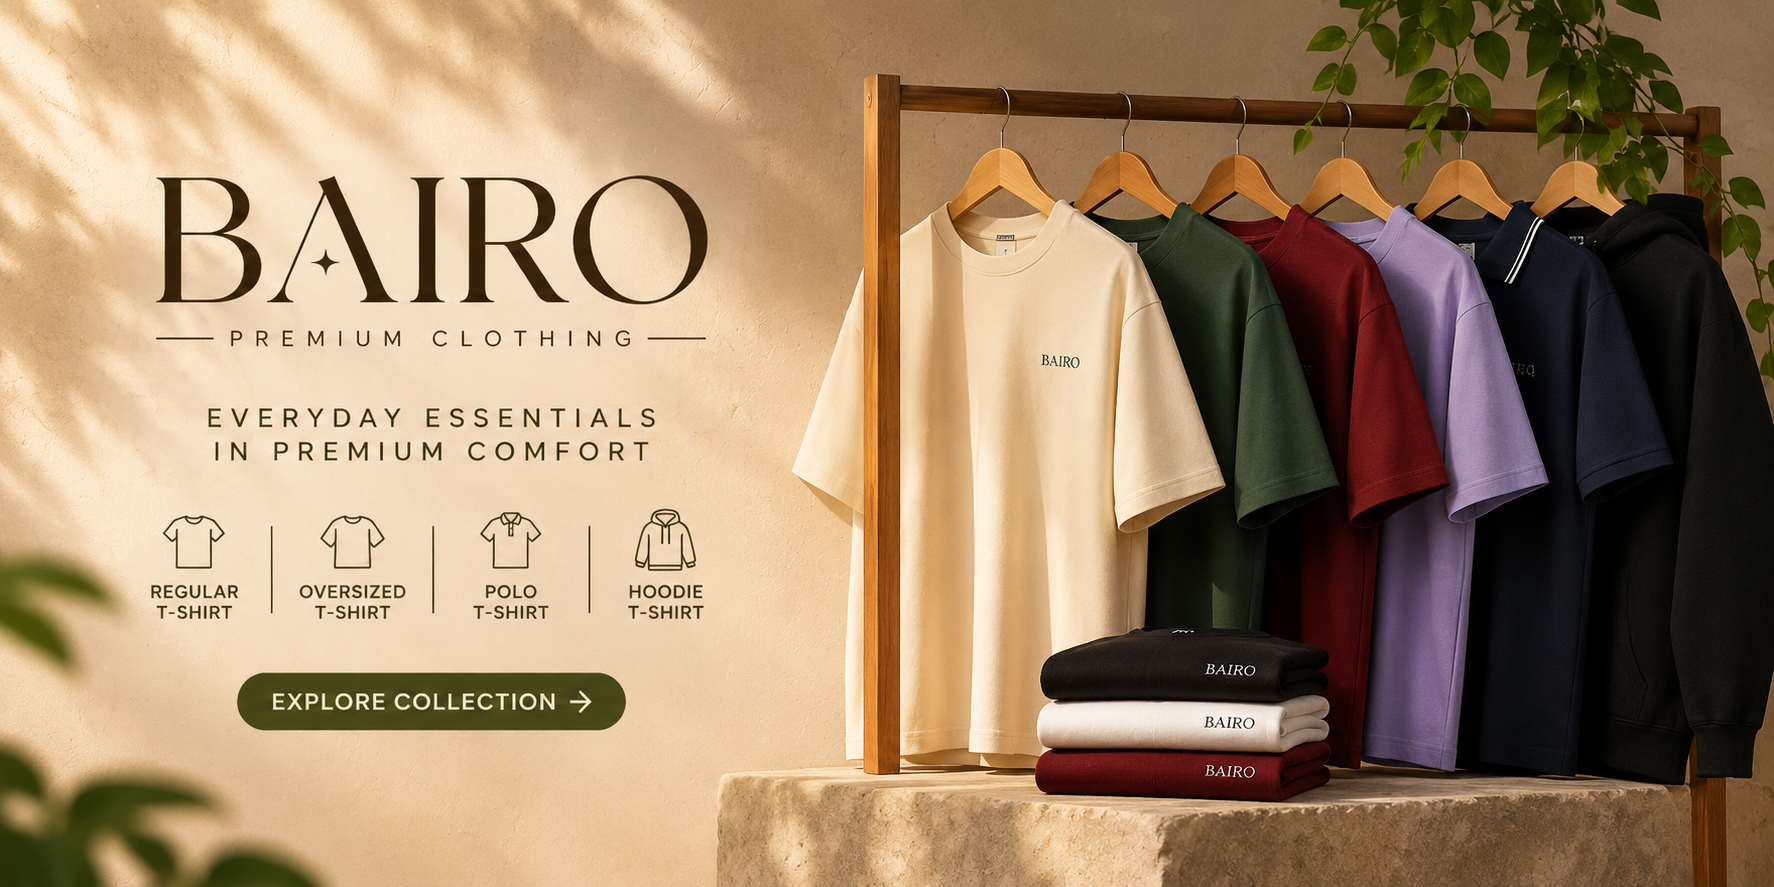 BAIRO
PREMIUM CLOTHING
EVERYDAY ESSENTIALS
IN PREMIUM COMFORT
REGULAR
T-SHIRT
OVERSIZED
T-SHIRT
POLO
T-SHIRT
HOODIE
T-SHIRT
EXPLORE COLLECTION →
BAIRO
BAIRO
BAIRO
BAIRO